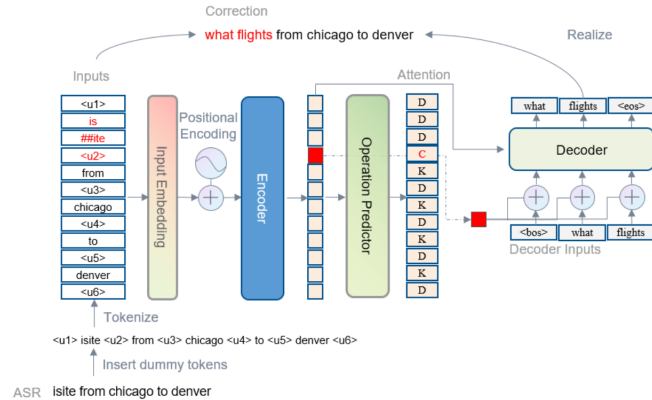 Correction
what flights from chicago to denver
Realize
Inputs
Attention
<u1>
is
##ite
<u2>
from
<u3>
chicago
<u4>
to
<u5>
denver
<u6>
Input Embedding
Positional
Encoding
Encoder
Operation Predictor
D
D
D
C
K
D
K
D
K
D
K
D
what flights <eos>
Decoder
<bos> what flights
Decoder Inputs
Tokenize
<u1> isite <u2> from <u3> chicago <u4> to <u5> denver <u6>
Insert dummy tokens
ASR isite from chicago to denver